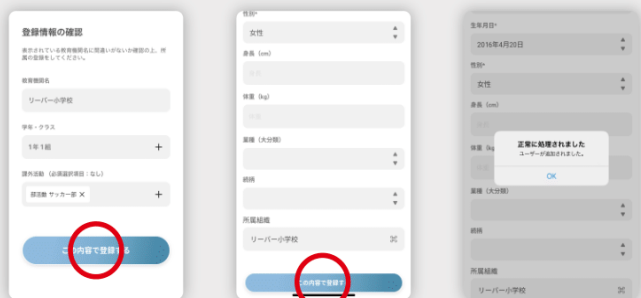 登録情報の確認
表示されている教育機関名に間違いがないか確認の上、所
属の登録をしてください。
教育機関名
リーバー小学校
学年・クラス
1年1組
+
課外活動 (必須選択項目：なし)
部活動 サッカー部 ×
+
この内容で登録する
性別*
女性
身長 (cm)
体重 (kg)
業種 (大分類)
続柄
所属組織
リーバー小学校
この内容で登録する
生年月日*
2016年4月20日
性別*
女性
身長 (cm)
体重 (kg
正常に処理されました
ユーザーが追加されました。
OK
業種 (大分類)
続柄
所属組織
リーバー小学校